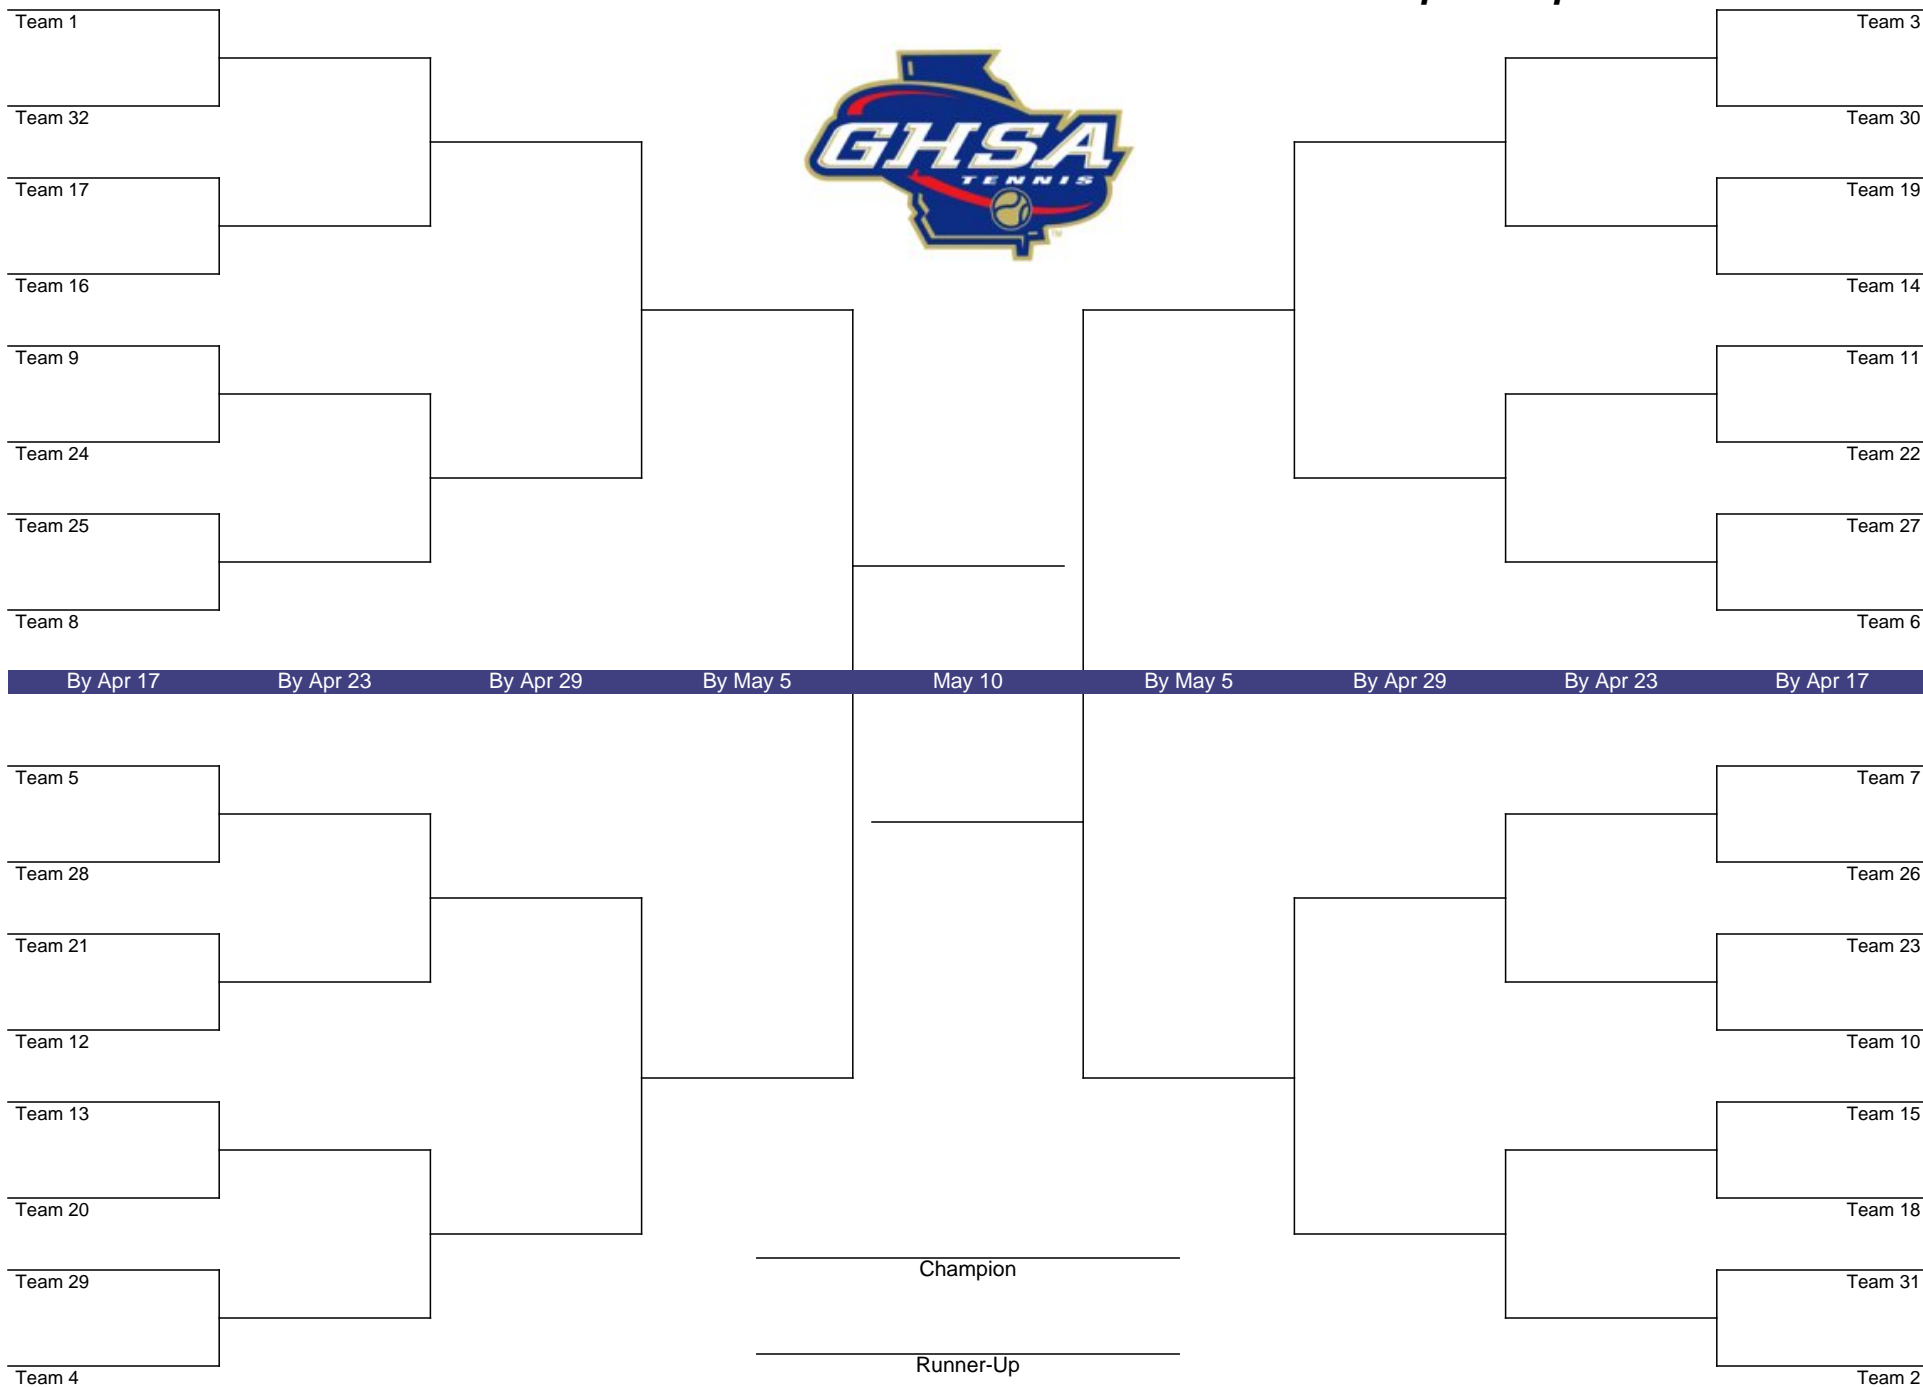 Team 1
Team 32
Team 17
Team 16
Team 9
Team 24
Team 25
Team 8
GHSA
TENNIS
TM
Team 3
Team 30
Team 19
Team 14
Team 11
Team 22
Team 27
Team 6
By Apr 17 By Apr 23 By Apr 29 By May 5 May 10 By May 5 By Apr 29 By Apr 23 By Apr 17
Team 5
Team 28
Team 21
Team 12
Team 13
Team 20
Team 29
Team 4
Champion
Runner-Up
Team 7
Team 26
Team 23
Team 10
Team 15
Team 18
Team 31
Team 2